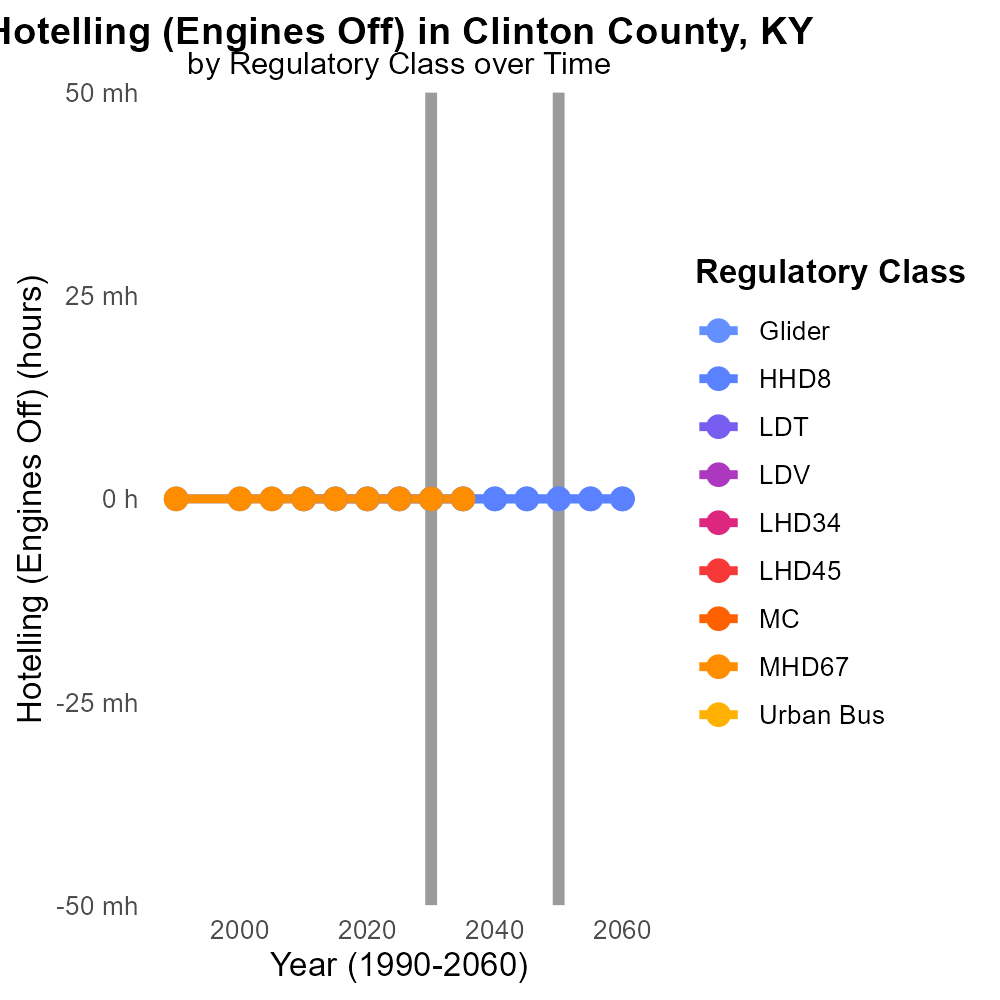 Hotelling (Engines Off) in Clinton County, KY
by Regulatory Class over Time
50 mh
25 mh
0 h
-25 mh
-50 mh
Hotelling (Engines Off) (hours)
2000
2020
2040
2060
Year (1990-2060)
Regulatory Class
Glider
HHD8
LDT
LDV
LHD34
LHD45
MC
MHD67
Urban Bus